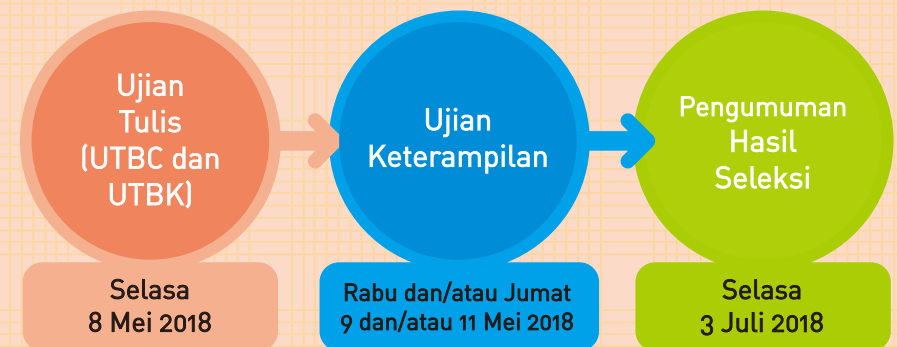 Ujian
Tulis
(UTBC dan
UTBK)
Selasa
8 Mei 2018
Ujian
Keterampilan
Rabu dan/atau Jumat
9 dan/atau 11 Mei 2018
Pengumuman
Hasil
Seleksi
Selasa
3 Juli 2018